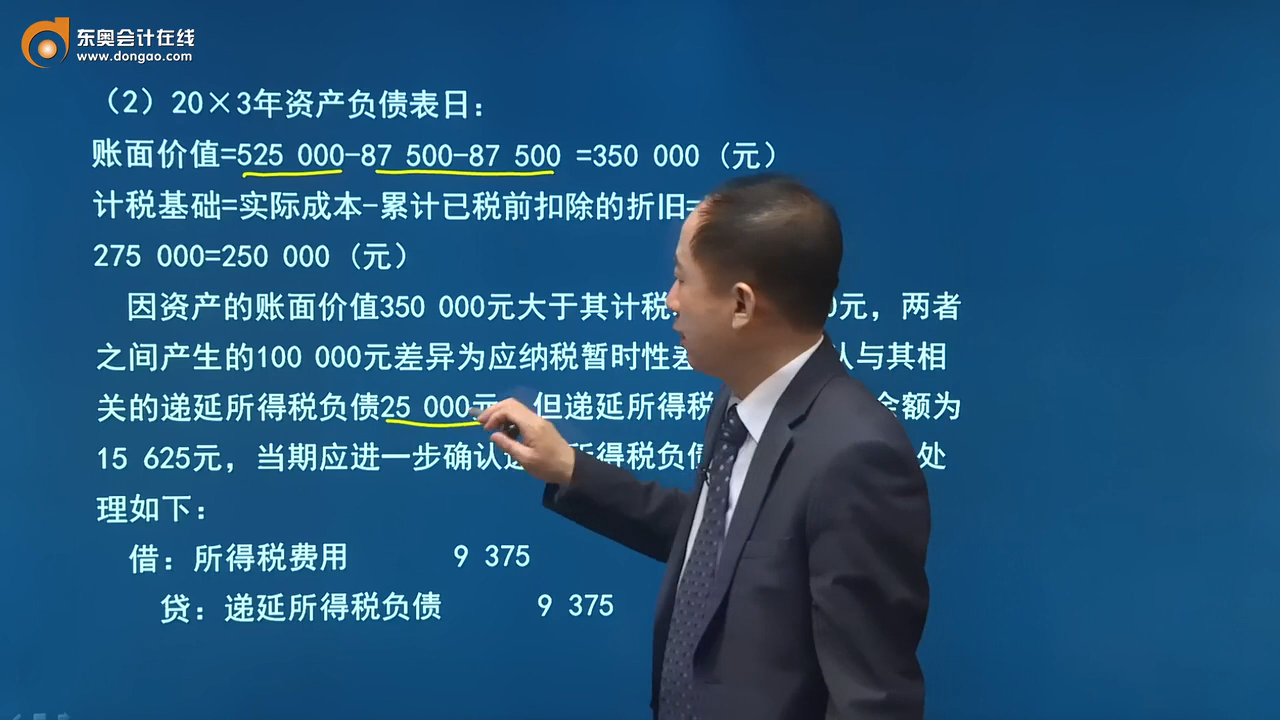 东奥会计在线
www.dongao.com
（2）20×3年资产负债表日：
账面价值=525 000-87 500-87 500 =350 000（元）
计税基础=实际成本-累计已税前扣除的折旧=
275 000=250 000（元）
因资产的账面价值350 000元大于其计税 0元，两者
之间产生的100 000元差异为应纳税暂时性差 认与其相
关的递延所得税负债25 000元 但递延所得税 金额为
15 625元，当期应进一步确认递 所得税负债 处
理如下：
借：所得税费用 9 375
贷：递延所得税负债 9 375